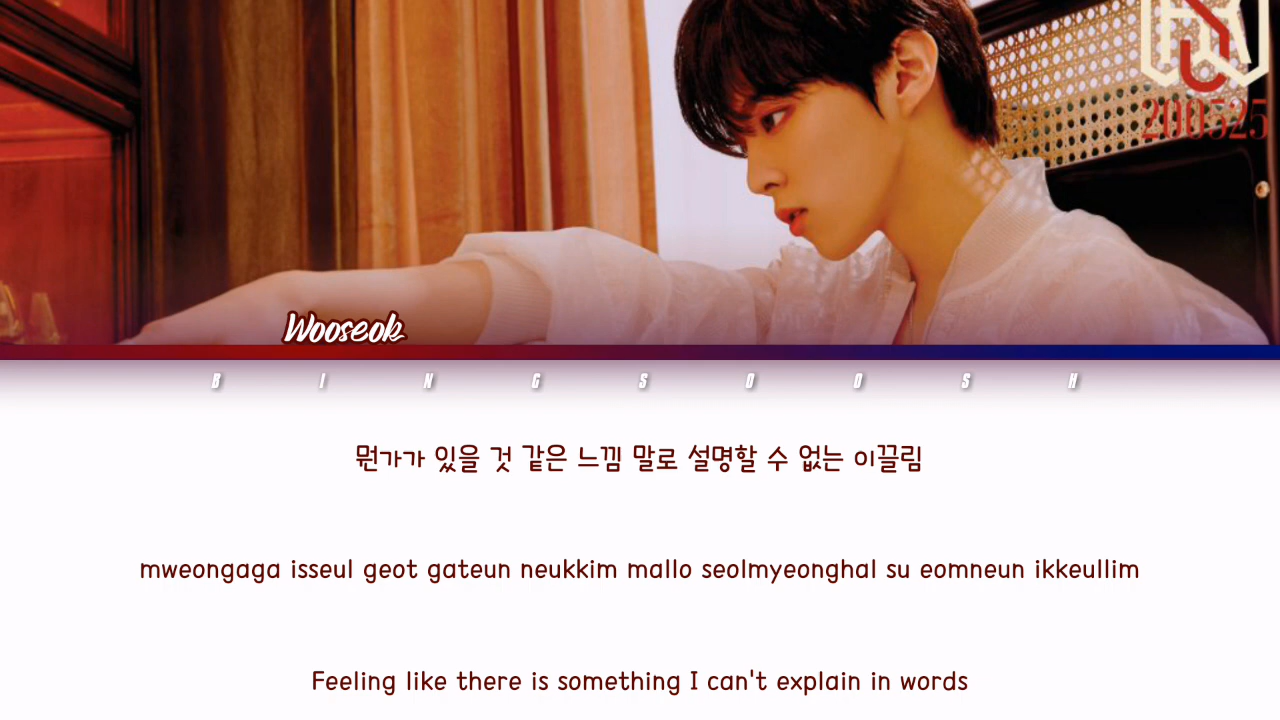 200525
Wooseok
B I N G S O O S H
뭔가가 있을 것 같은 느낌 말로 설명할 수 없는 이끌림
mweongaga isseul geot gateun neukkim mallo seolmyeonghal su eomneun ikkeullim
Feeling like there is something I can't explain in words